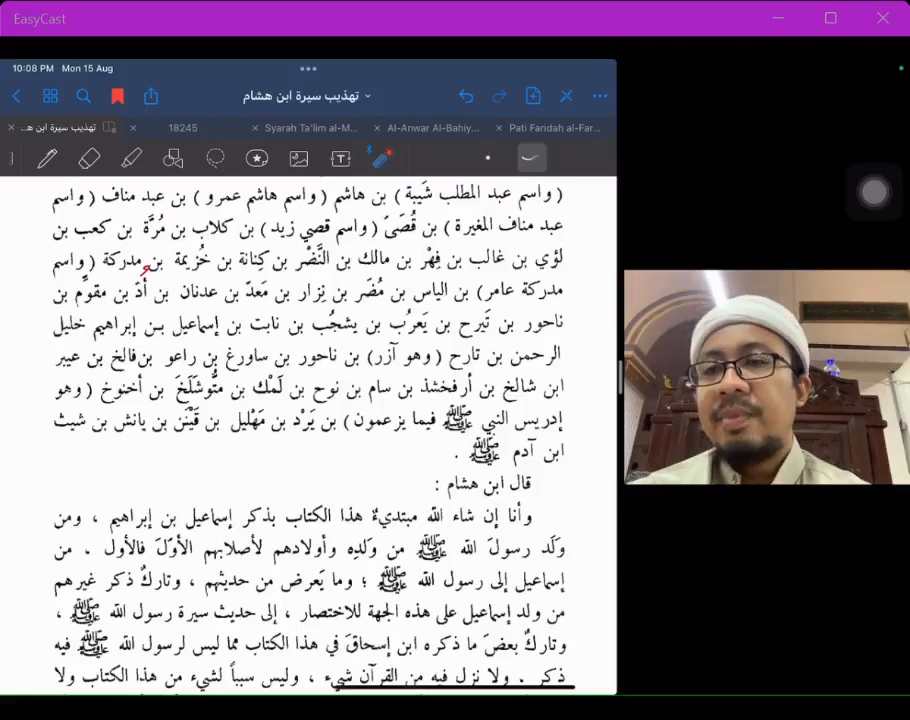 EasyCast
10:08 PM Mon 15 Aug
تهذيب سيرة ابن هشام
تهذيب سيرة ابن هـ...
18245
Syarah Ta'lim al-M...
Al-Anwar Al-Bahiy...
Pati Faridah al-Far...
( واسم عبد المطلب شَيبة) بن هاشم ( واسم هاشم عمرو ) بن عبد مناف ( واسم
عبد مناف المغيرة ) بن قُصَىّ ( واسم قصي زيد ) بن كلاب بن مُرَّة بن كعب بن
لؤي بن غالب بن فِهْر بن مالك بن النَّضْر بن كِنانة بن خُزيمة بن مدركة ( واسم
مدركة عامر) بن الياس بن مُضَر بن نِزار بن مَعدّ بن عدنان بن أدّ بن مقوِّم بن
ناحور بن تَيرح بن يَعرُب بن يشجُب بن نابت بن إسماعيل بن إبراهيم خليل
الرحمن بن تارح ( وهو آزر) بن ناحور بن ساورغ بن راعو بن فالخ بن عيبر
ابن شالخ بن أرفخشذ بن سام بن نوح بن لَمْك بن مَتُّوشَلَخَ بن أخنوخ ( وهو
إدريس النبي ﷺ فيما يزعمون ) بن يَرْد بن مَهْليل بن قَيْنَن بن يانش بن شيث
ابن آدم ﷺ .
قال ابن هشام :
وأنا إن شاء الله مبتديءٌ هذا الكتاب بذكر إسماعيل بن إبراهيم ، ومن
وَلَد رسولَ الله ﷺ من وَلَدِه وأولادهم لأصلابهم الأوّلَ فالأول . من
إسماعيل إلى رسول الله ﷺ ؛ وما يَعرض من حديثهم ، وتاركٌ ذكر غيرهم
من ولد إسماعيل على هذه الجهة للاختصار ، إلى حديث سيرة رسول الله ﷺ ،
وتاركٌ بعضَ ما ذكره ابن إسحاقَ في هذا الكتاب مما ليس لرسول الله ﷺ فيه
ذكر . ولا نزل فيه من القرآن شيء ، وليس سبباً لشيء من هذا الكتاب ولا